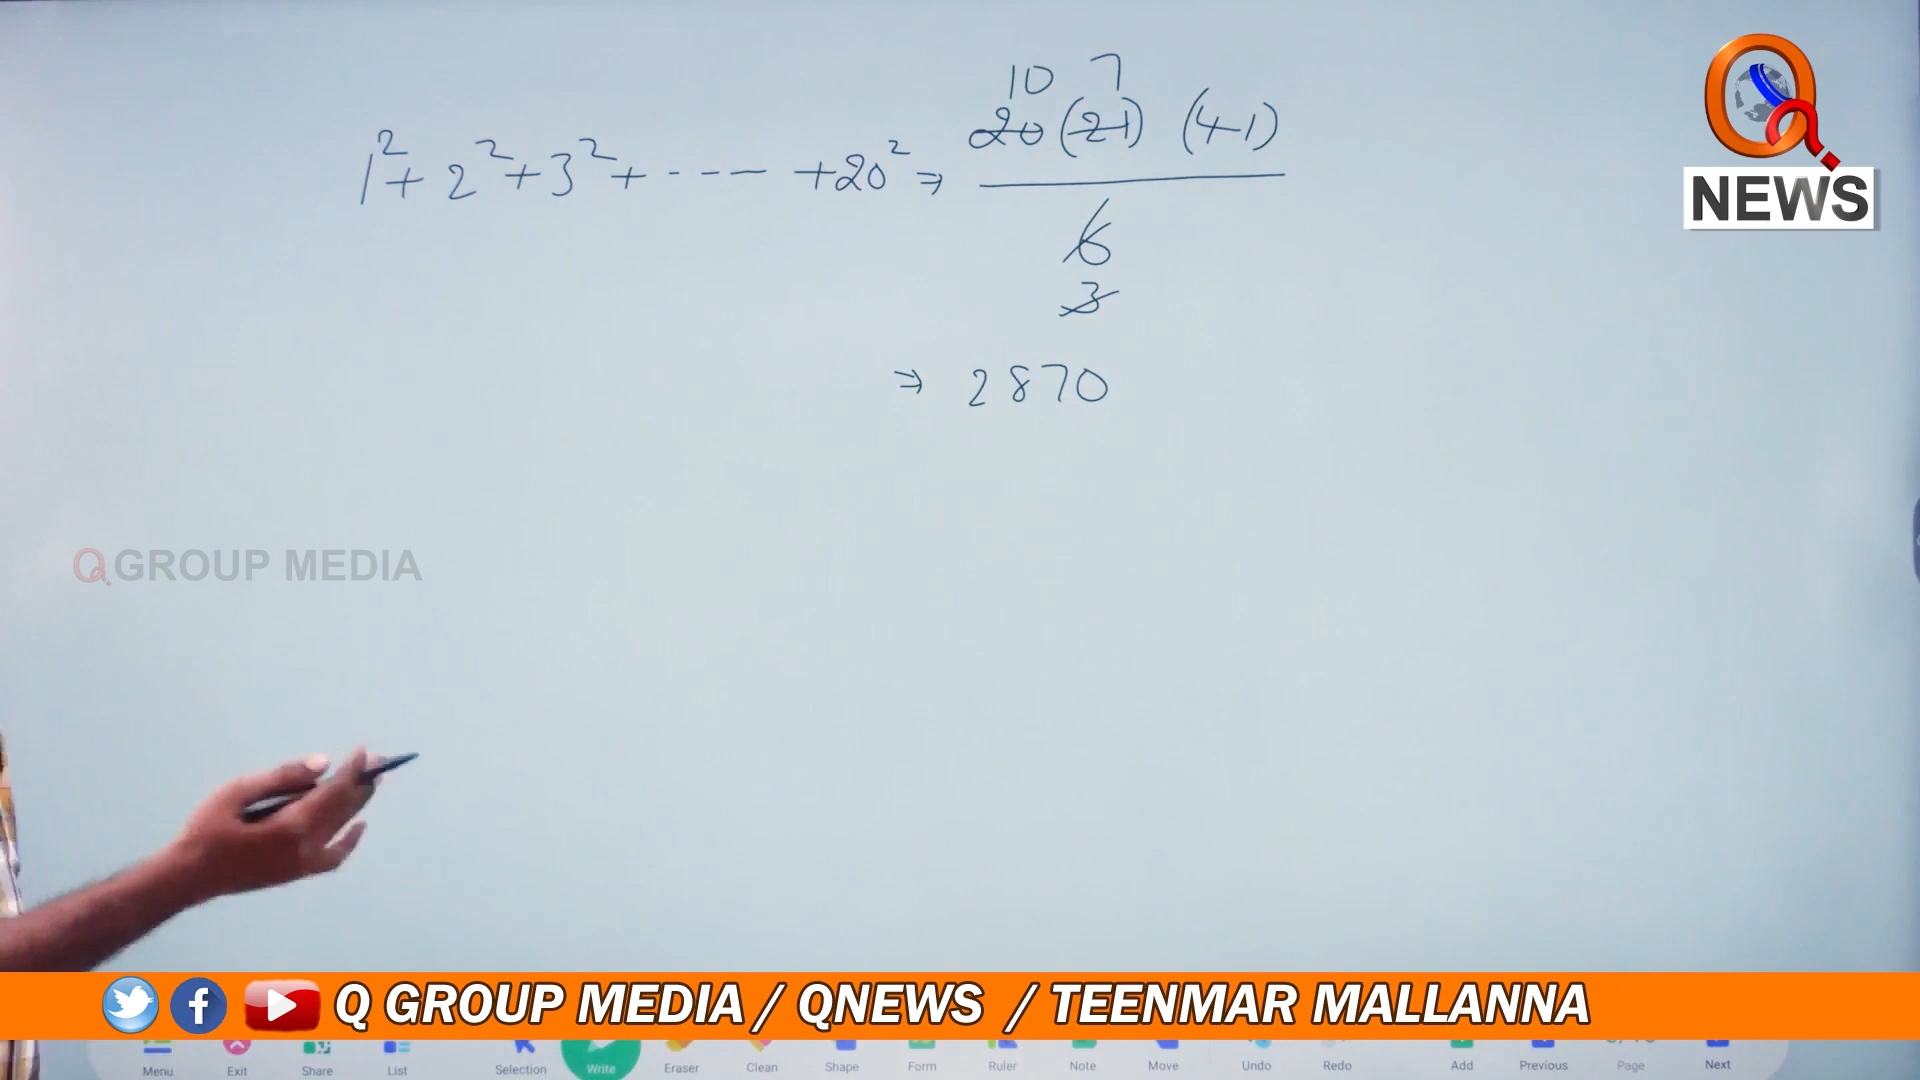 10 7
1² + 2² + 3² + ---- + 20² ⇒ 20 (21) (41)
6
3
⇒ 2870
Q NEWS
Q GROUP MEDIA
Q GROUP MEDIA / QNEWS / TEENMAR MALLANNA
Menu Exit Share List Selection Write Eraser Clean Shape Form Ruler Note Move Undo Redo Add Previous Page Next